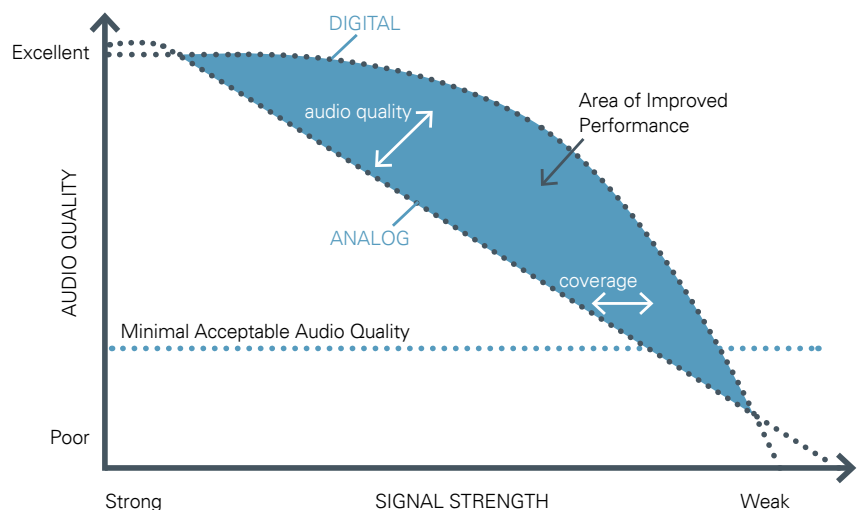 DIGITAL
Excellent
audio quality
Area of Improved
Performance
AUDIO QUALITY
ANALOG
coverage
Minimal Acceptable Audio Quality
Poor
Strong
SIGNAL STRENGTH
Weak